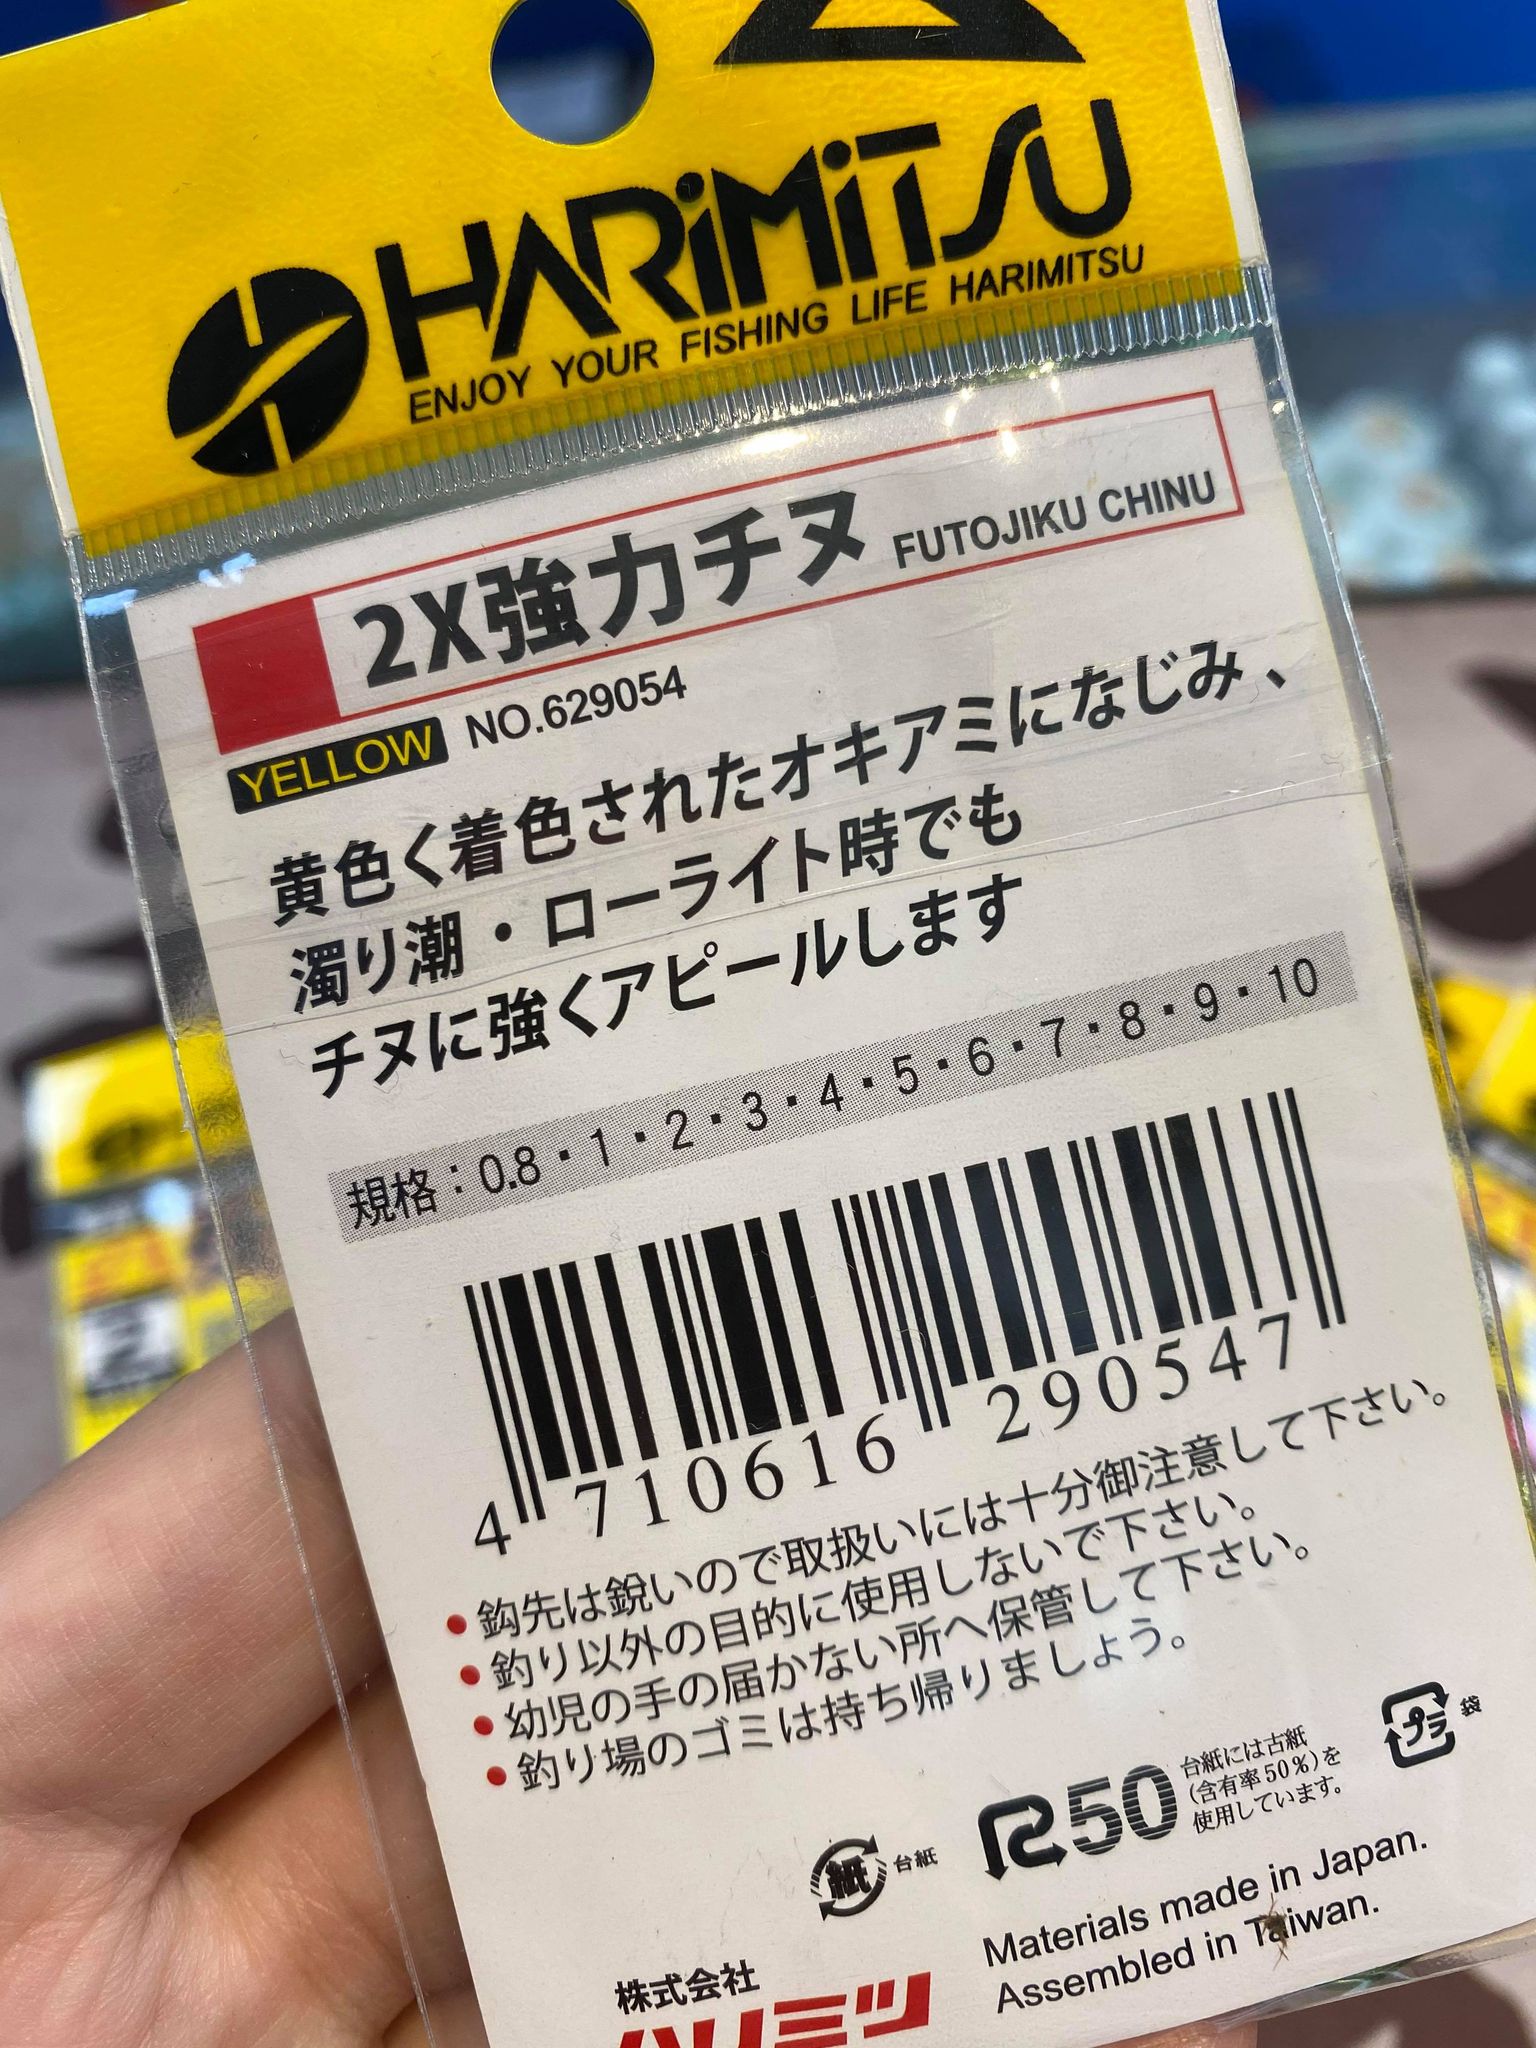 HARiMiTSU
ENJOY YOUR FISHING LIFE HARIMITSU
2X強力チヌ FUTOJIKU CHINU
YELLOW NO.629054
黄色く着色されたオキアミになじみ、
濁り潮・ローライト時でも
チヌに強くアピールします
規格：0.8・1・2・3・4・5・6・7・8・9・10
4 710616 290547
•鈎先は鋭いので取扱いには十分御注意して下さい。
•釣り以外の目的に使用しないで下さい。
•幼児の手の届かない所へ保管して下さい。
•釣り場のゴミは持ち帰りましょう。
プラ 袋
紙 台紙
R50 台紙には古紙
(含有率50%)を
使用しています。
Materials made in Japan.
Assembled in Taiwan.
株式会社
ハリミツ